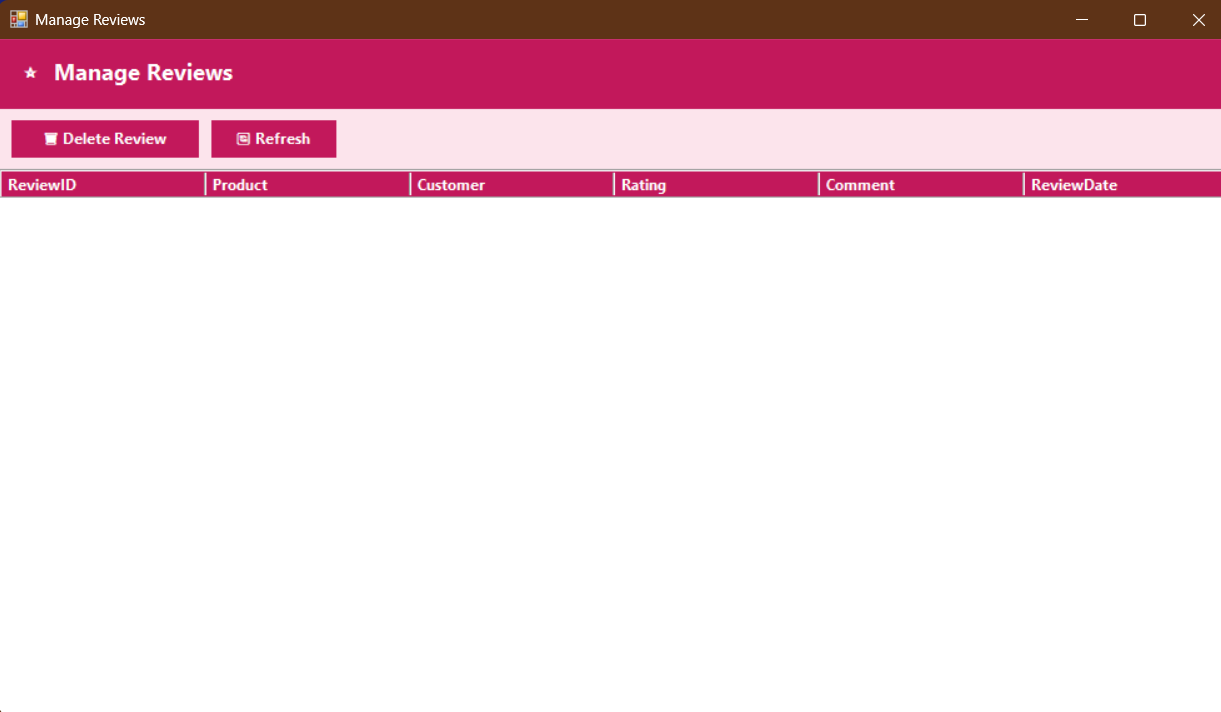 Manage Reviews
Manage Reviews
Delete Review Refresh
ReviewID Product Customer Rating Comment ReviewDate